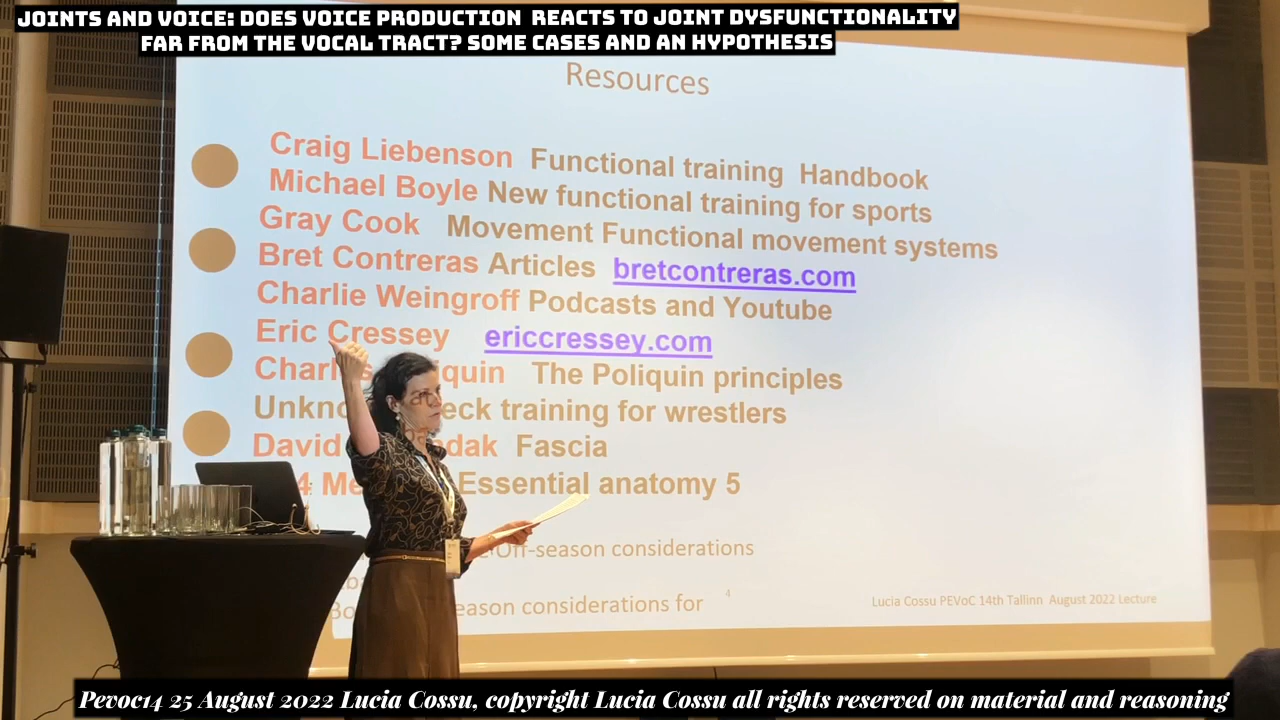 JOINTS AND VOICE: DOES VOICE PRODUCTION REACTS TO JOINT DYSFUNCTIONALITY
FAR FROM THE VOCAL TRACT? SOME CASES AND AN HYPOTHESIS
Resources
Craig Liebenson Functional training Handbook
Michael Boyle New functional training for sports
Gray Cook Movement Functional movement systems
Bret Contreras Articles bretcontreras.com
Charlie Weingroff Podcasts and Youtube
Eric Cressey ericcressey.com
The Poliquin principles
training for wrestlers
David Fascia
Essential anatomy 5
Off-season considerations
considerations for
4
Lucia Cossu PEVoC 14th Tallinn August 2022 Lecture
Pevoc14 25 August 2022 Lucia Cossu, copyright Lucia Cossu all rights reserved on material and reasoning